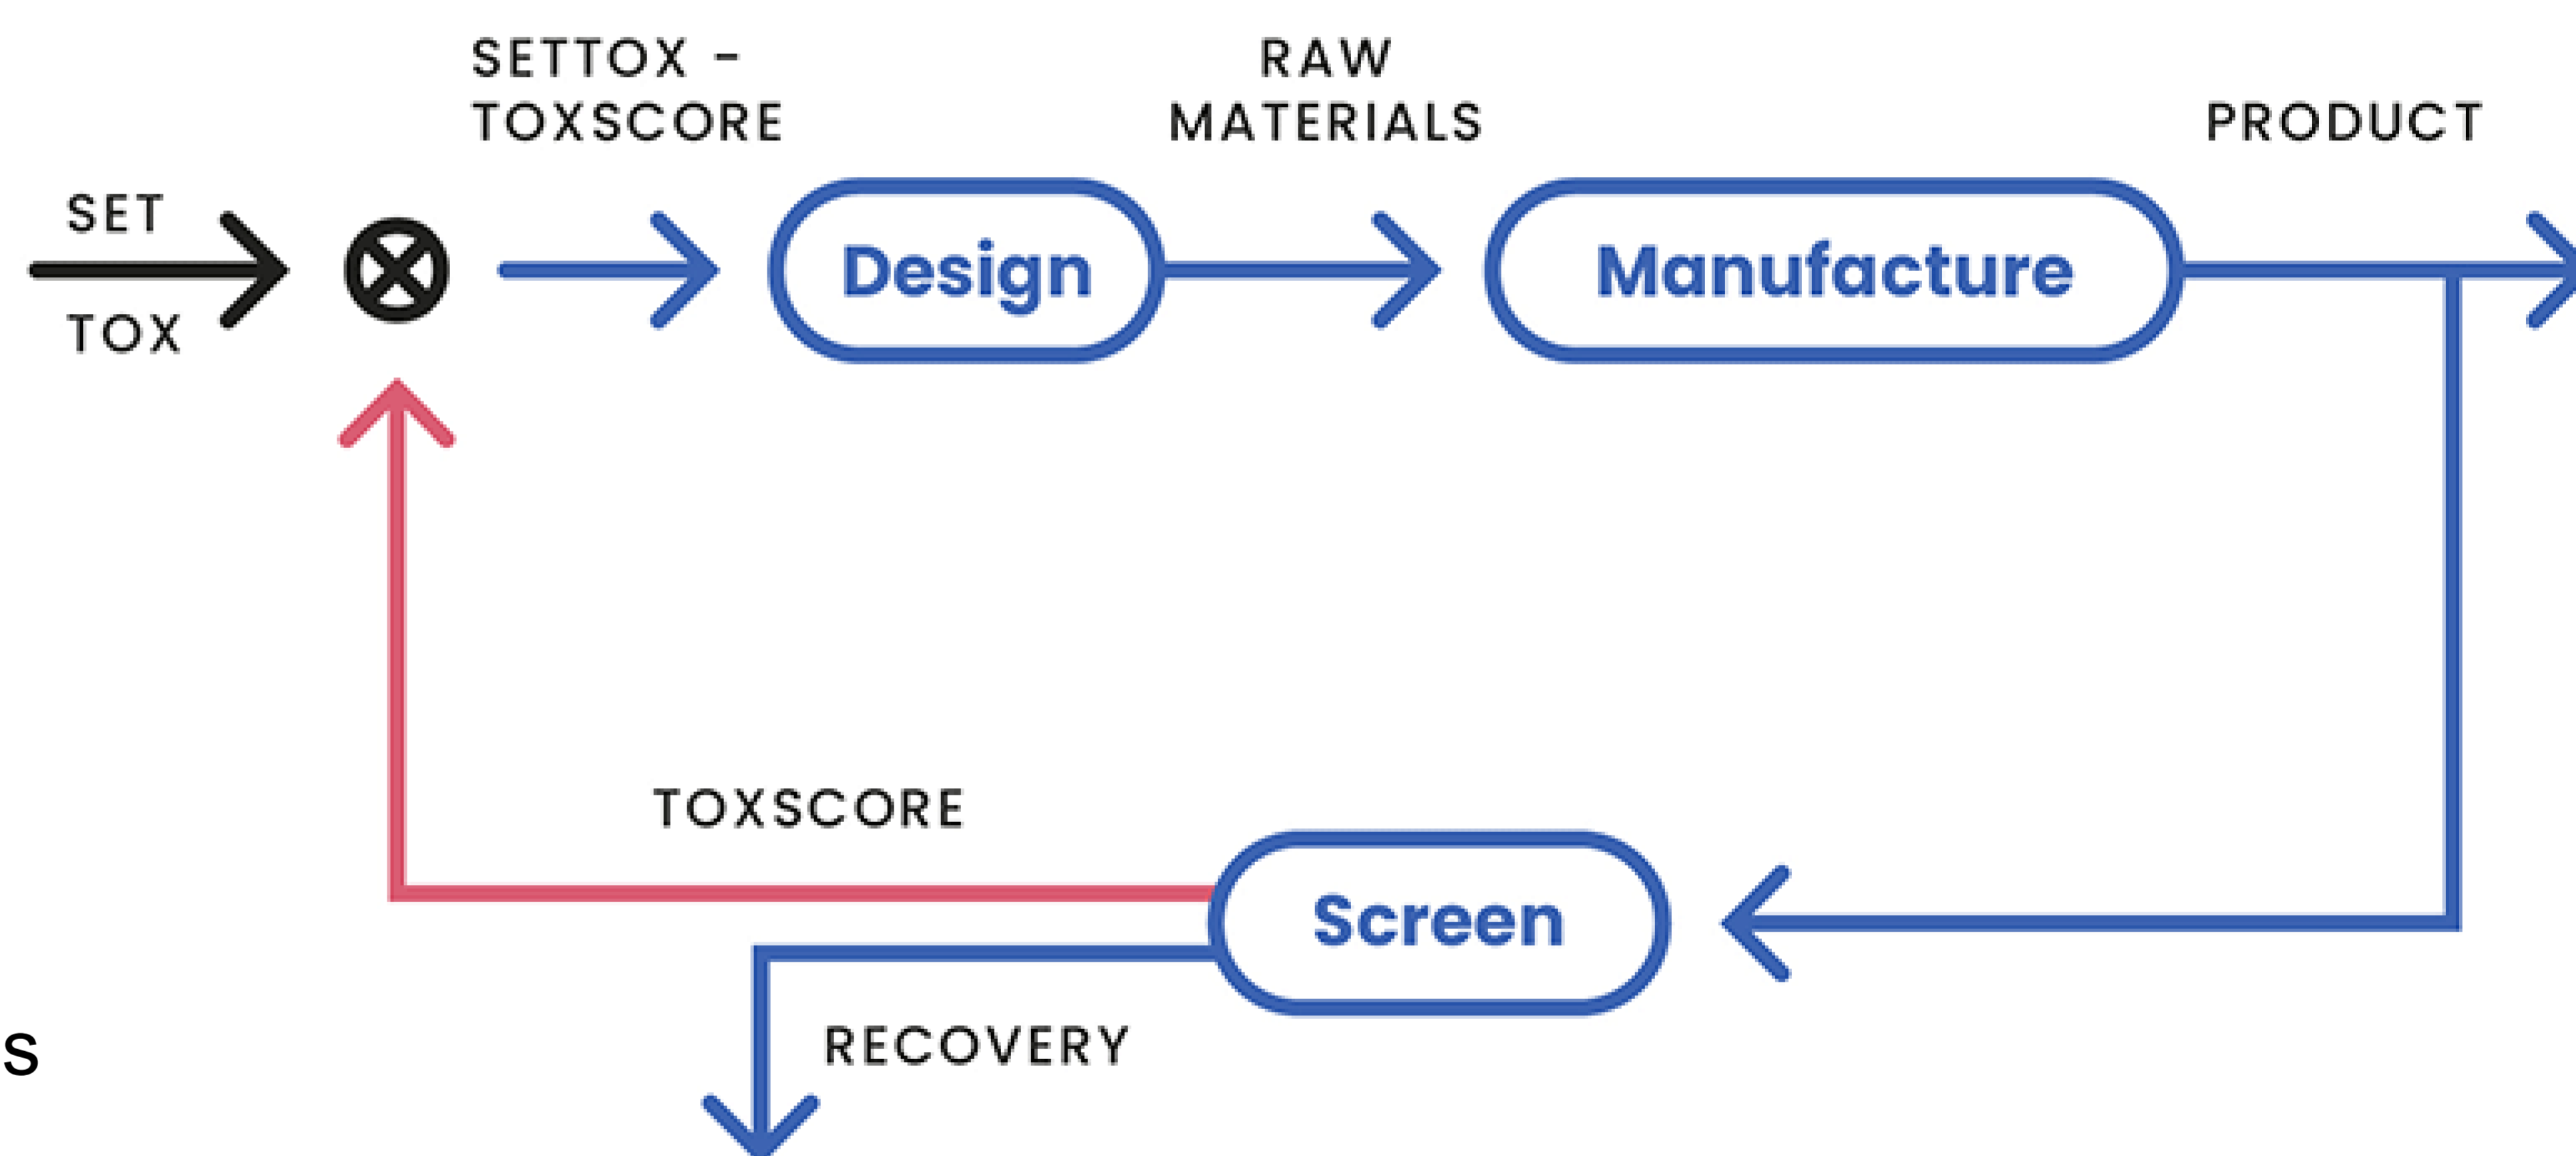 SETTOX -
TOXSCORE
RAW
MATERIALS
PRODUCT
SET
TOX
Design
Manufacture
TOXSCORE
Screen
RECOVERY
s